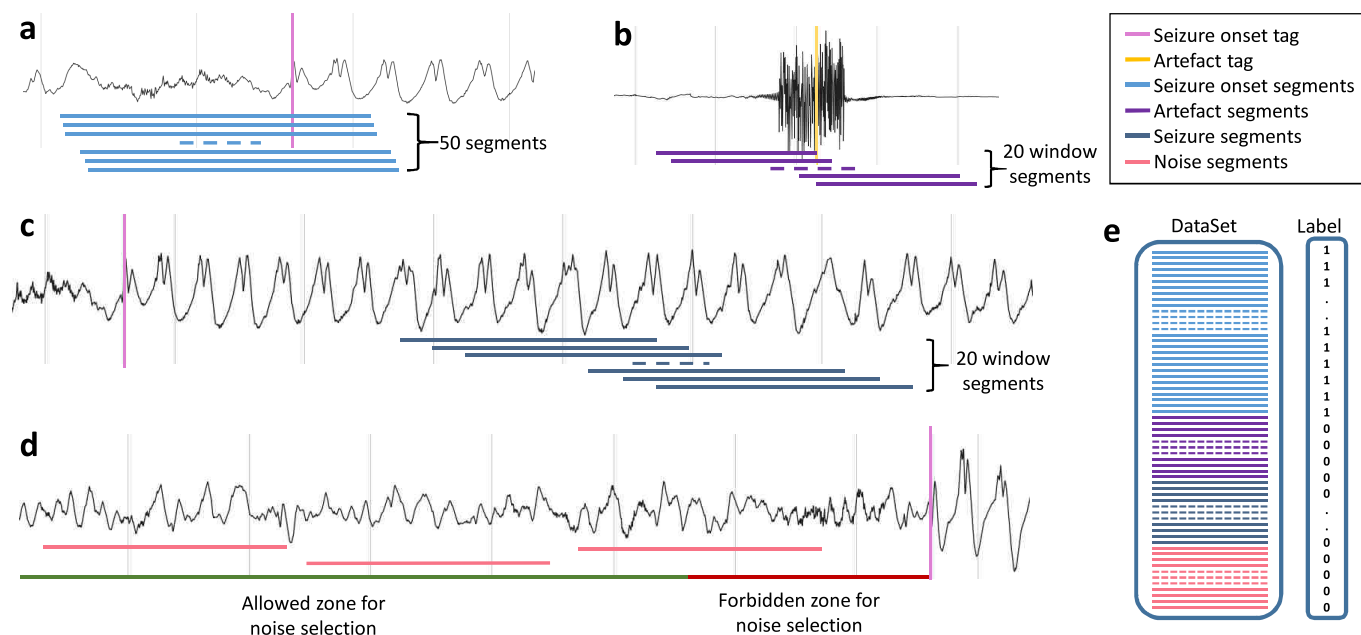 a
50 segments
b
20 window
segments
Seizure onset tag
Artefact tag
Seizure onset segments
Artefact segments
Seizure segments
Noise segments
c
20 window
segments
d
Allowed zone for
noise selection
Forbidden zone for
noise selection
e
DataSet
Label
1
1
1
.
.
1
1
1
1
1
1
0
0
0
0
0
.
.
0
0
0
0
0